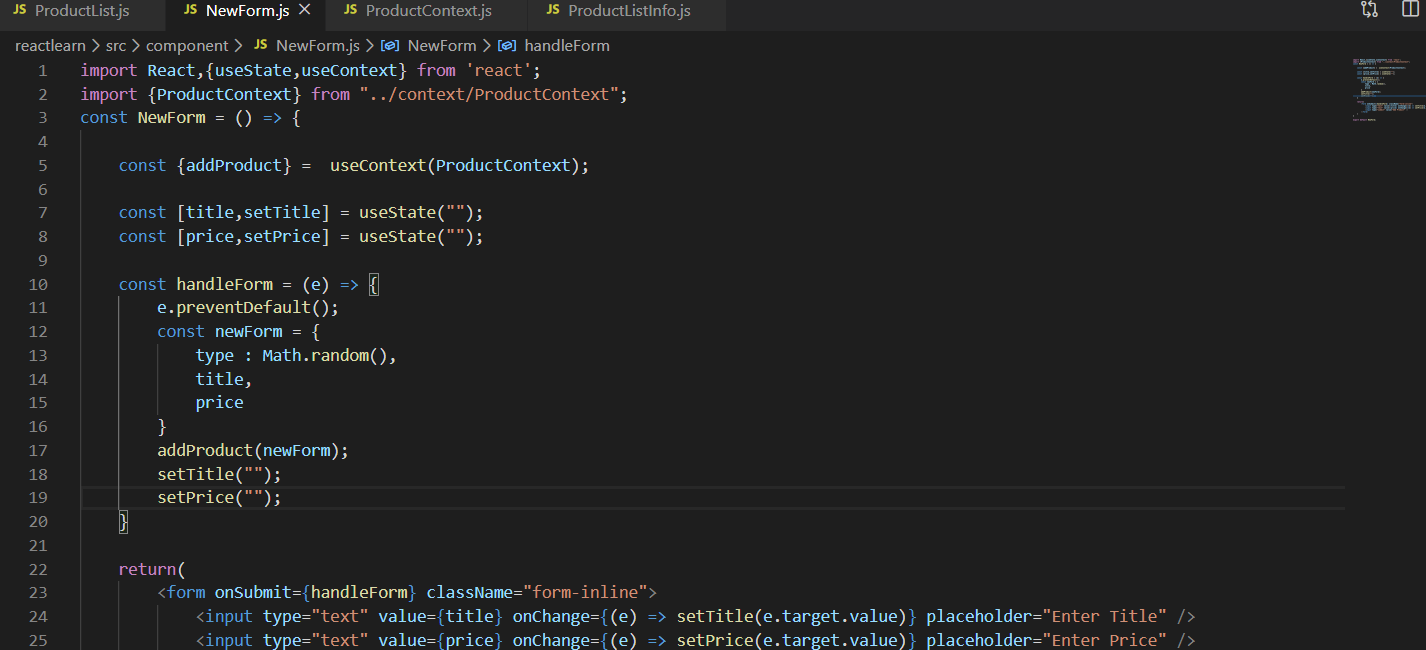 JS ProductList.js JS NewForm.js JS ProductContext.js JS ProductListInfo.js
reactlearn > src > component > JS NewForm.js > NewForm > handleForm
1 import React,{useState,useContext} from 'react';
2 import {ProductContext} from "../context/ProductContext";
3 const NewForm = () => {
4
5 const {addProduct} =  useContext(ProductContext);
6
7 const [title,setTitle] = useState("");
8 const [price,setPrice] = useState("");
9
10 const handleForm = (e) => {
11 e.preventDefault();
12 const newForm = {
13 type : Math.random(),
14 title,
15 price
16 }
17 addProduct(newForm);
18 setTitle("");
19 setPrice("");
20 }
21
22 return(
23 <form onSubmit={handleForm} className="form-inline">
24 <input type="text" value={title} onChange={(e) => setTitle(e.target.value)} placeholder="Enter Title" />
25 <input type="text" value={price} onChange={(e) => setPrice(e.target.value)} placeholder="Enter Price" />